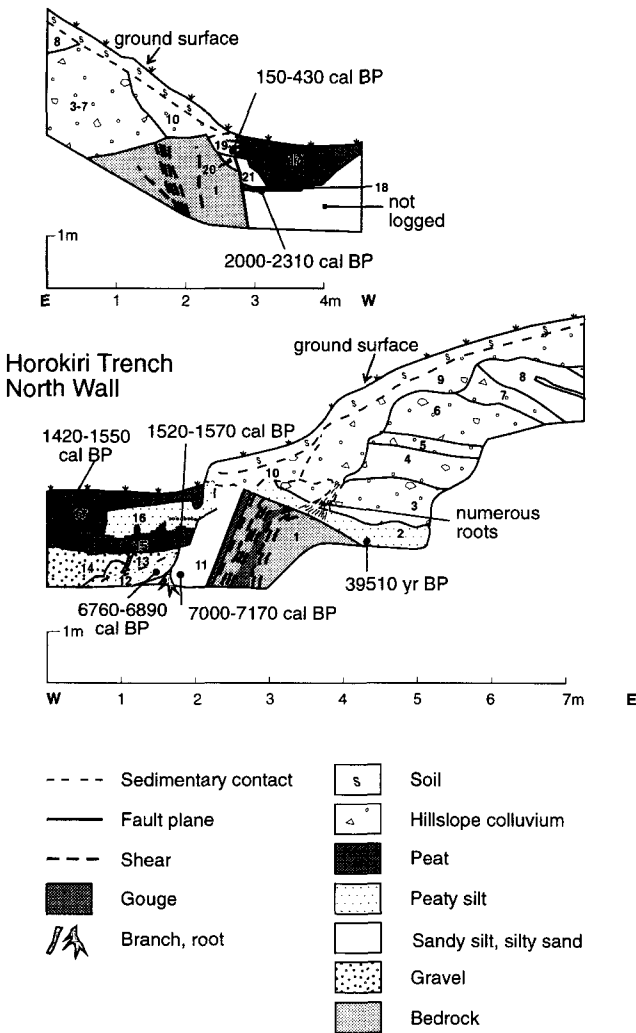 ground surface
8
150-430 cal BP
3-7
10
19
20
21
1
18
not
logged
2000-2310 cal BP
1m
E 1 2 3 4m W
Horokiri Trench
North Wall
ground surface
1420-1550
cal BP
1520-1570 cal BP
8
9
7
6
5
4
3
10
16
numerous
roots
1
2
11
14
13
12
15
39510 yr BP
6760-6890
cal BP
7000-7170 cal BP
1m
W 1 2 3 4 5 6 7m E
Sedimentary contact
Fault plane
Shear
Gouge
Branch, root
S Soil
Hillslope colluvium
Peat
Peaty silt
Sandy silt, silty sand
Gravel
Bedrock